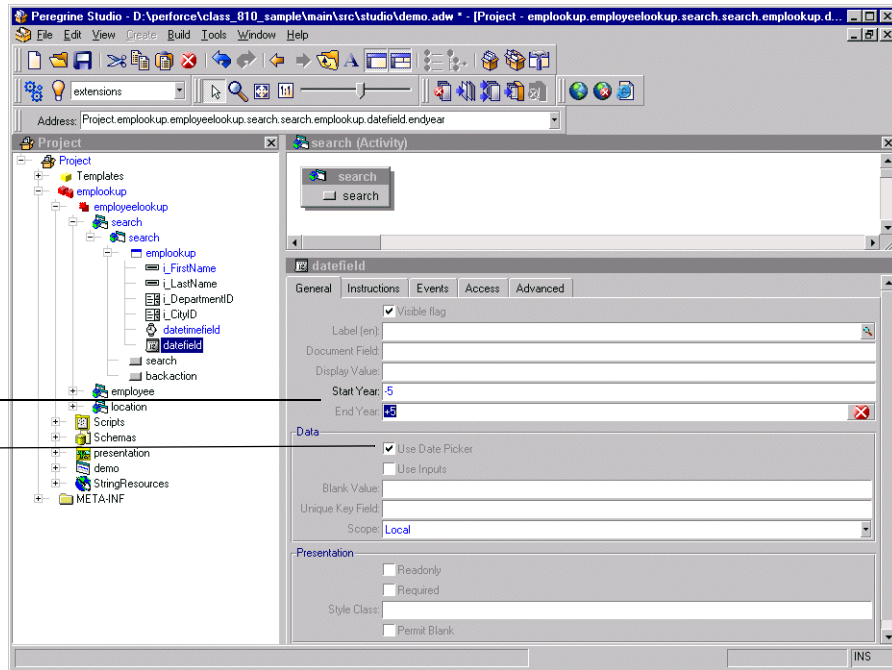 Peregrine Studio - D:\perforce\class_810_sample\main\src\studio\demo.adw * - [Project - emplookup.employeelookup.search.search.emplookup.d...
File Edit View Create Build Tools Window Help
extensions
Address: Project.emplookup.employeelookup.search.search.emplookup.datefield.endyear
Project
Project
Templates
emplookup
employeelookup
search
search
emplookup
i_FirstName
i_LastName
i_DepartmentID
i_CityID
datetimefield
datefield
search
backaction
employee
location
Scripts
Schemas
presentation
demo
StringResources
META-INF
search (Activity)
search
search
datefield
General Instructions Events Access Advanced
Visible flag
Label (en):
Document Field:
Display Value:
Start Year: -5
End Year: +5
Data
Use Date Picker
Use Inputs
Blank Value:
Unique Key Field:
Scope: Local
Presentation
Readonly
Required
Style Class:
Permit Blank
INS